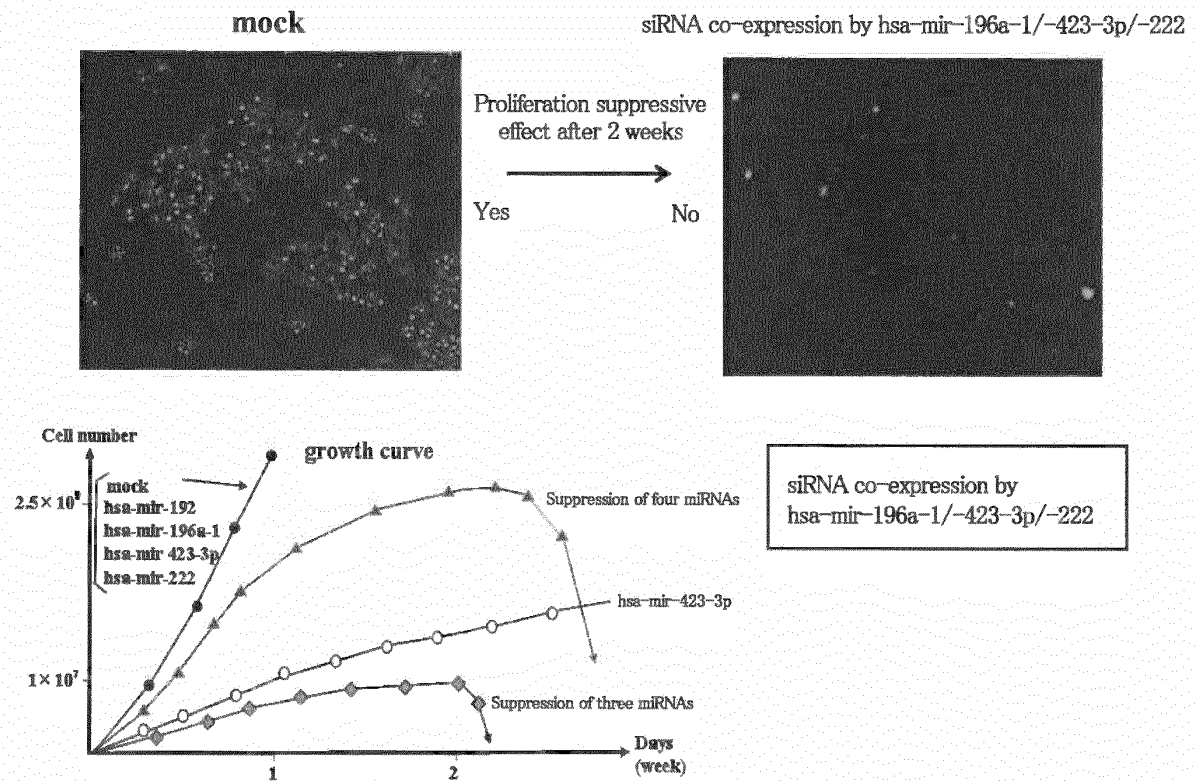 mock
siRNA co-expression by hsa-mir-196a-1/-423-3p/-222
Proliferation suppressive
effect after 2 weeks
Yes
No
Cell number
growth curve
mock
hsa-mir-192
hsa-mir-196a-1
hsa-mir 423-3p
hsa-mir-222
2.5×10
Suppression of four miRNAs
siRNA co-expression by
hsa-mir-196a-1/-423-3p/-222
hsa-mir-423-3p
1×10⁷
Suppression of three miRNAs
Days
(week)
1
2